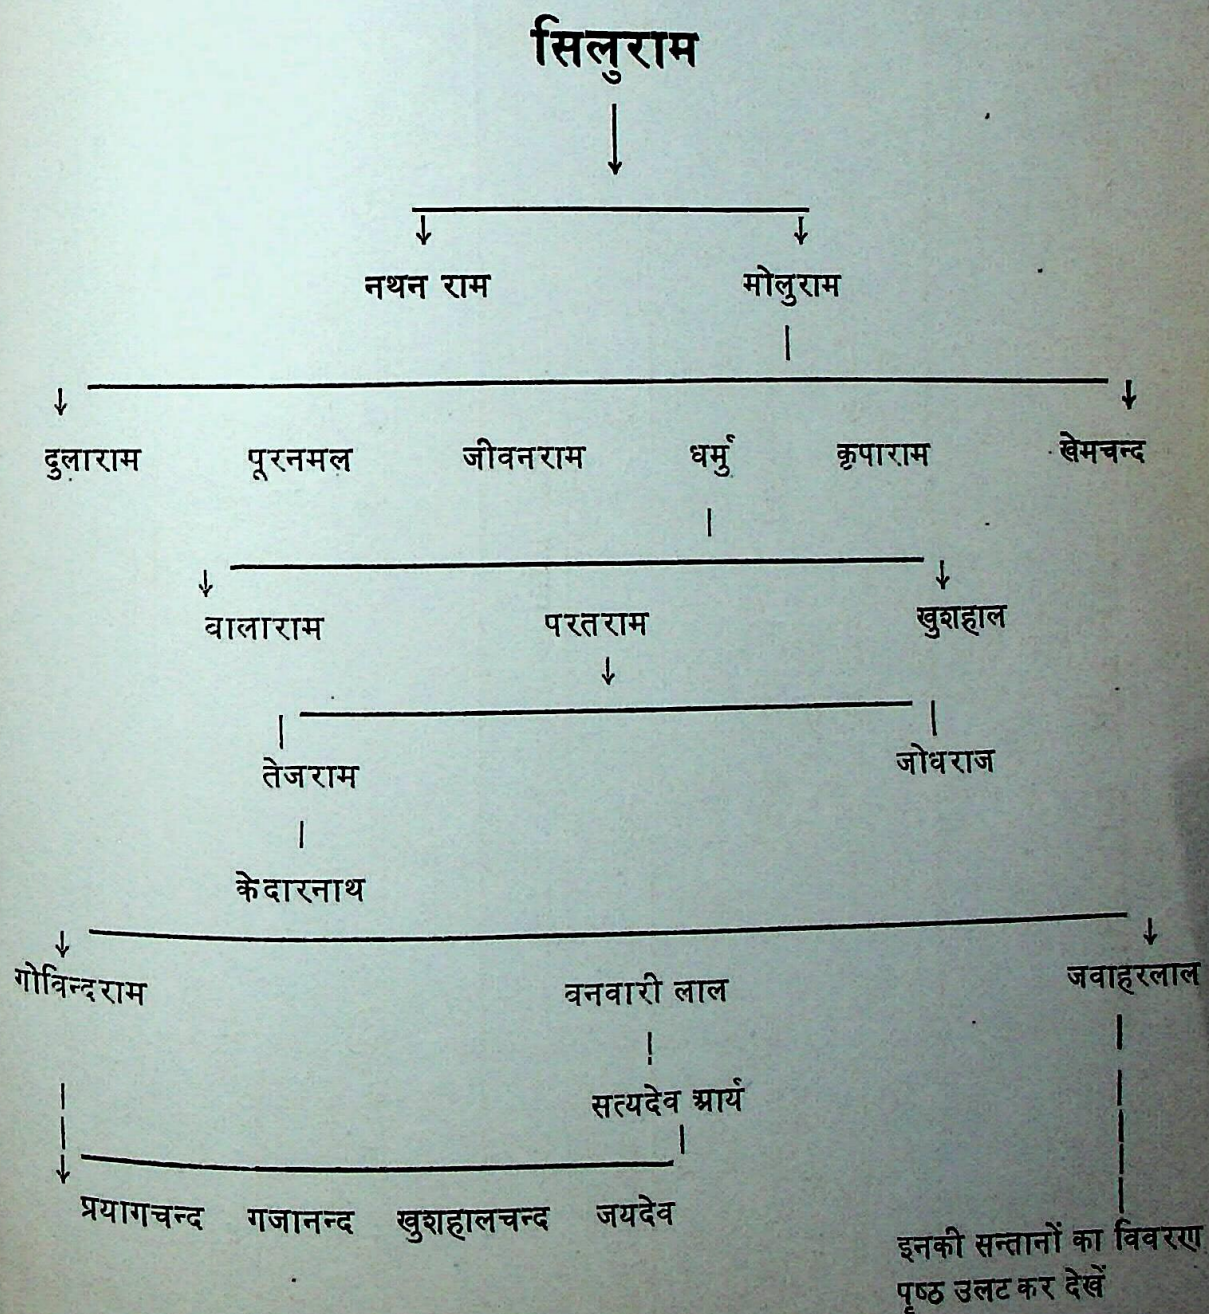 सिलुराम
नथन राम मोलुराम
दुलाराम पूरनमल जीवनराम धर्मु कृपाराम खेमचन्द
वालाराम परतराम खुशहाल
तेजराम जोधराज
केदारनाथ
गोविन्दराम वनवारी लाल जवाहरलाल
सत्यदेव आर्य
प्रयागचन्द गजानन्द खुशहालचन्द जयदेव
इनकी सन्तानों का विवरण
पृष्ठ उलट कर देखें